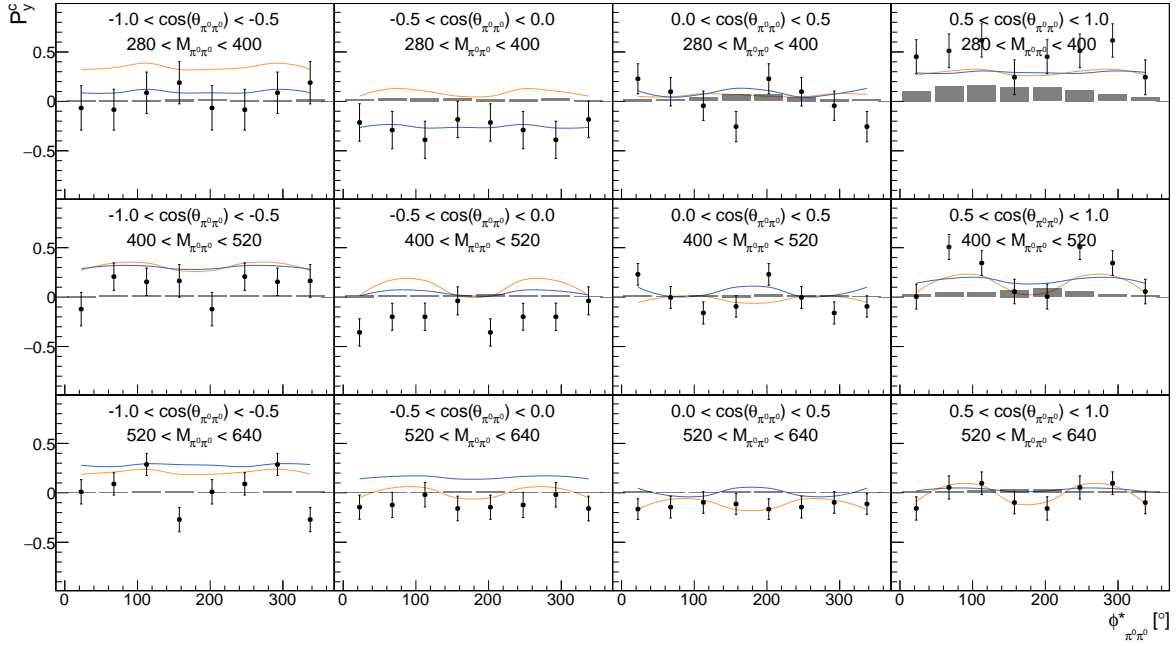 P_y^c
-1.0 < cos(θ_π⁰π⁰) < -0.5
280 < M_π⁰π⁰ < 400
-0.5 < cos(θ_π⁰π⁰) < 0.0
280 < M_π⁰π⁰ < 400
0.0 < cos(θ_π⁰π⁰) < 0.5
280 < M_π⁰π⁰ < 400
0.5 < cos(θ_π⁰π⁰) < 1.0
280 < M_π⁰π⁰ < 400
0.5
0
−0.5
-1.0 < cos(θ_π⁰π⁰) < -0.5
400 < M_π⁰π⁰ < 520
-0.5 < cos(θ_π⁰π⁰) < 0.0
400 < M_π⁰π⁰ < 520
0.0 < cos(θ_π⁰π⁰) < 0.5
400 < M_π⁰π⁰ < 520
0.5 < cos(θ_π⁰π⁰) < 1.0
400 < M_π⁰π⁰ < 520
0.5
0
−0.5
-1.0 < cos(θ_π⁰π⁰) < -0.5
520 < M_π⁰π⁰ < 640
-0.5 < cos(θ_π⁰π⁰) < 0.0
520 < M_π⁰π⁰ < 640
0.0 < cos(θ_π⁰π⁰) < 0.5
520 < M_π⁰π⁰ < 640
0.5 < cos(θ_π⁰π⁰) < 1.0
520 < M_π⁰π⁰ < 640
0.5
0
−0.5
0 100 200 300 0 100 200 300 0 100 200 300 0 100 200 300
ϕ*_π⁰π⁰ [°]